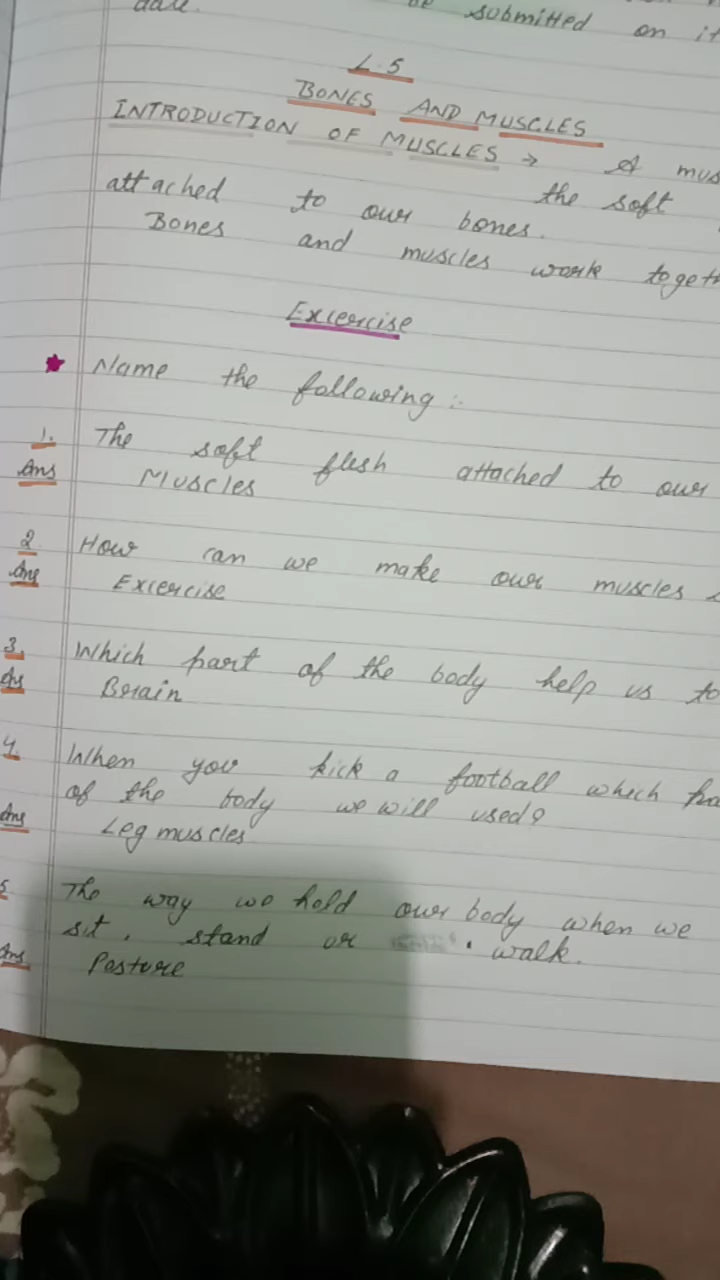 date.
be submitted on it
L.5
BONES AND MUSCLES
INTRODUCTION OF MUSCLES → A mus
the soft
attached to our bones.
Bones and muscles work togeth
Excercise
Name the following :-
1. The soft flesh attached to our
Ans Muscles
2. How can we make our muscles s
Ans Excercise
3. Which part of the body help us to
Ans Brain
4. When you kick a football which pa
of the body we will used?
Ans Leg muscles
5. The way we hold our body when we
sit, stand or walk.
Ans Posture